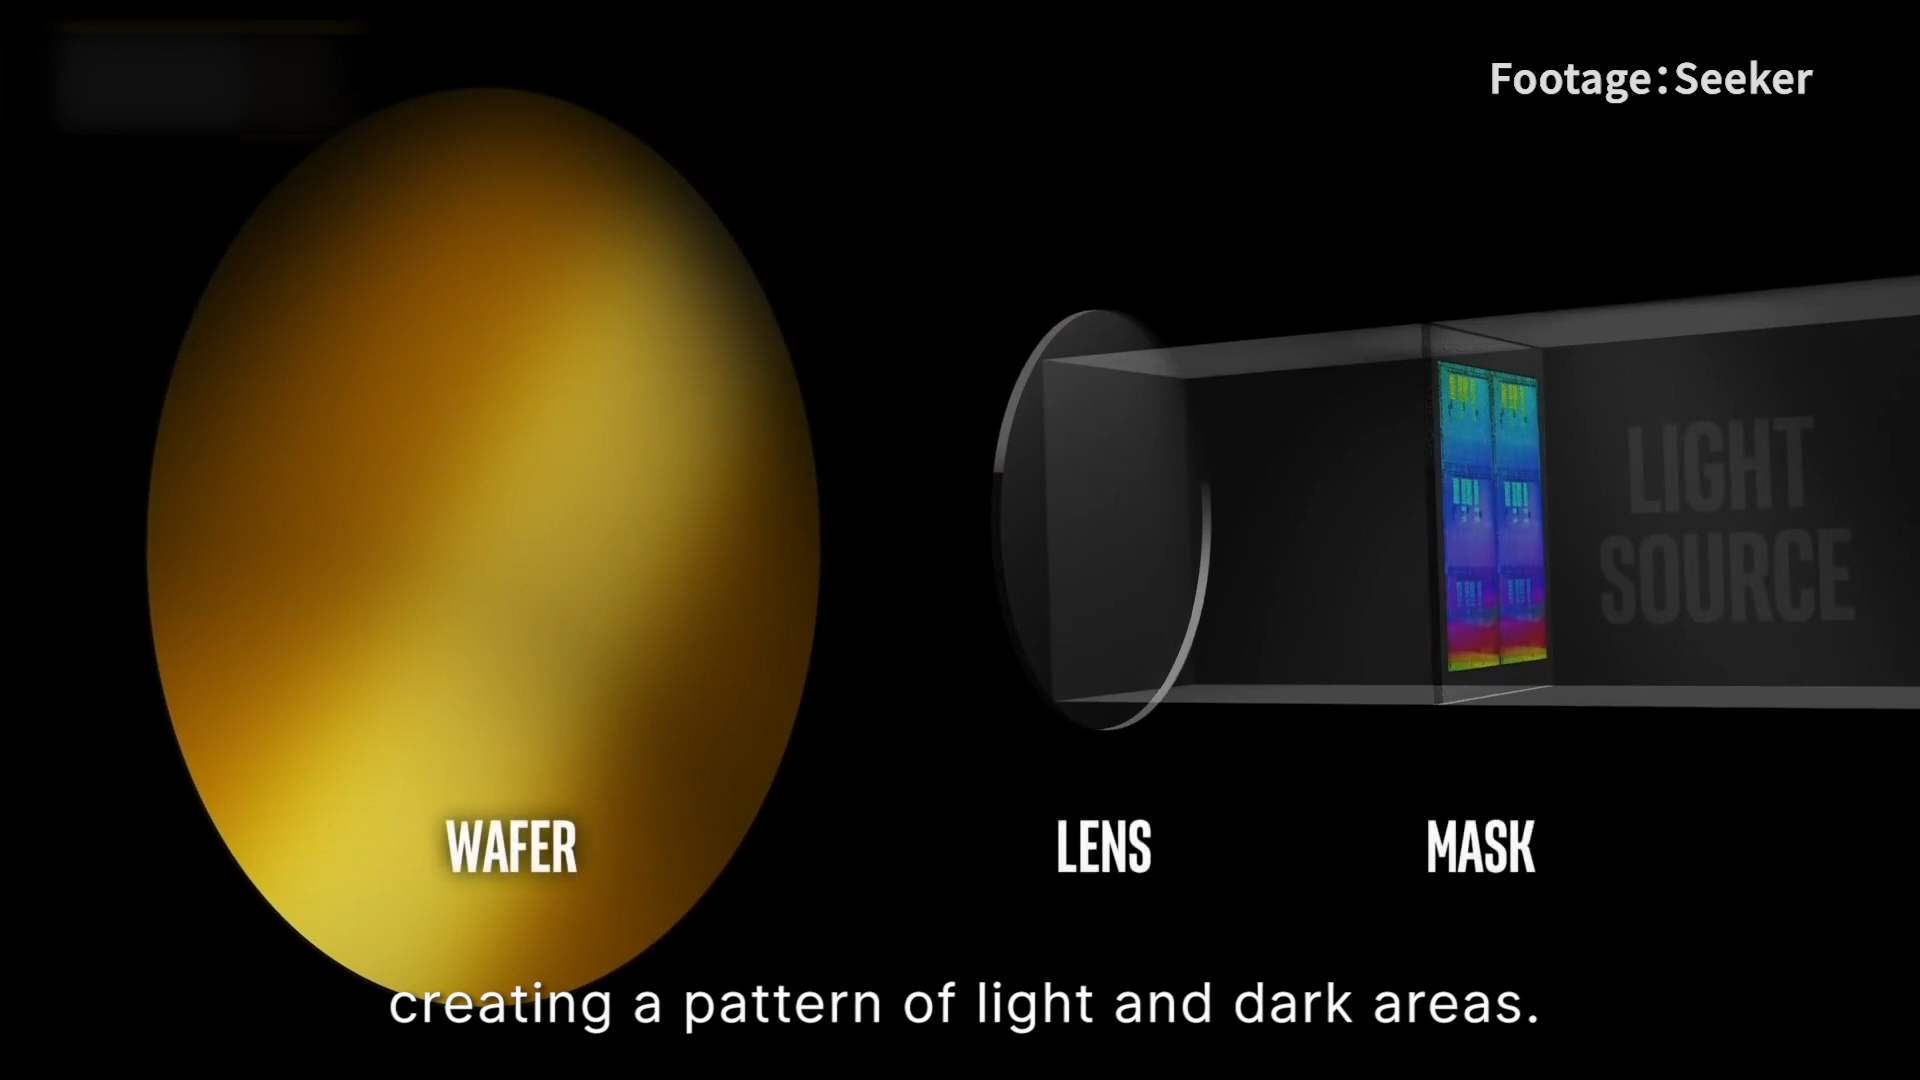 Footage:Seeker
LIGHT
SOURCE
WAFER
LENS
MASK
creating a pattern of light and dark areas.